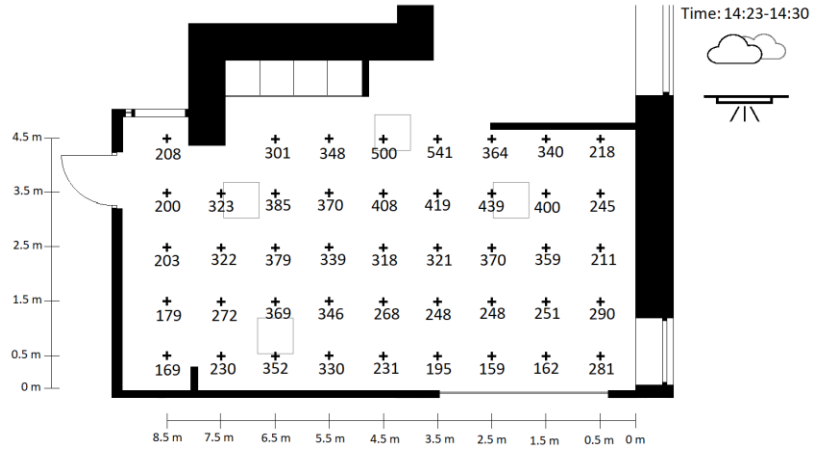 Time: 14:23-14:30
4.5 m
208 301 348 500 541 364 340 218
3.5 m
200 323 385 370 408 419 439 400 245
2.5 m
203 322 379 339 318 321 370 359 211
1.5 m
179 272 369 346 268 248 248 251 290
0.5 m
169 230 352 330 231 195 159 162 281
0 m
8.5 m 7.5 m 6.5 m 5.5 m 4.5 m 3.5 m 2.5 m 1.5 m 0.5 m 0 m